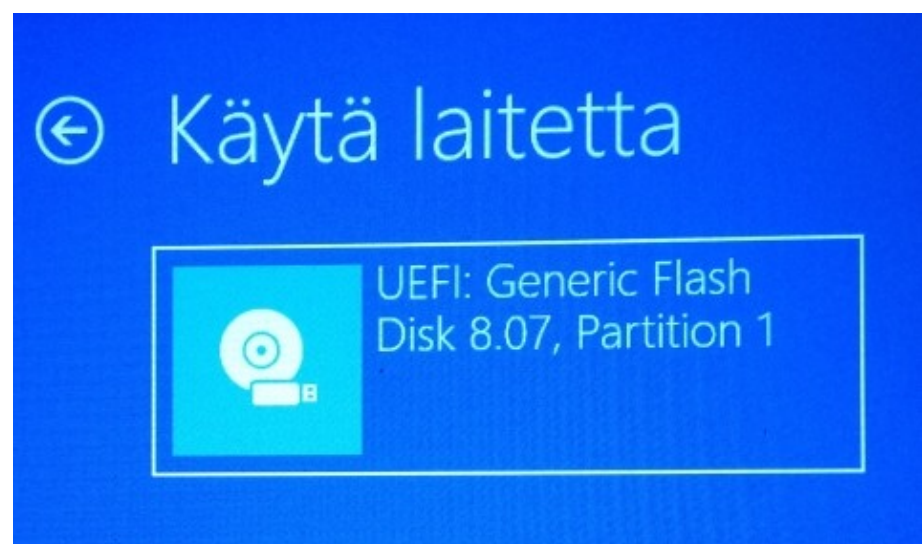 Käytä laitetta
UEFI: Generic Flash
Disk 8.07, Partition 1